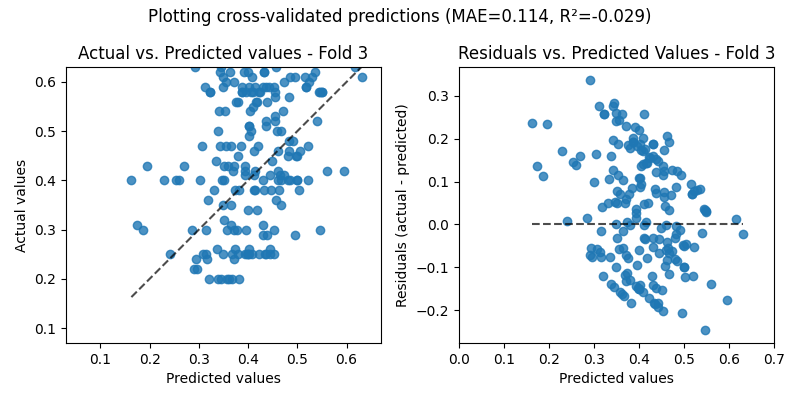 Plotting cross-validated predictions (MAE=0.114, R²=-0.029)
Actual vs. Predicted values - Fold 3
Residuals vs. Predicted Values - Fold 3
Actual values
0.6
0.5
0.4
0.3
0.2
0.1
0.1 0.2 0.3 0.4 0.5 0.6
Predicted values
Residuals (actual - predicted)
0.3
0.2
0.1
0.0
−0.1
−0.2
0.0 0.1 0.2 0.3 0.4 0.5 0.6 0.7
Predicted values